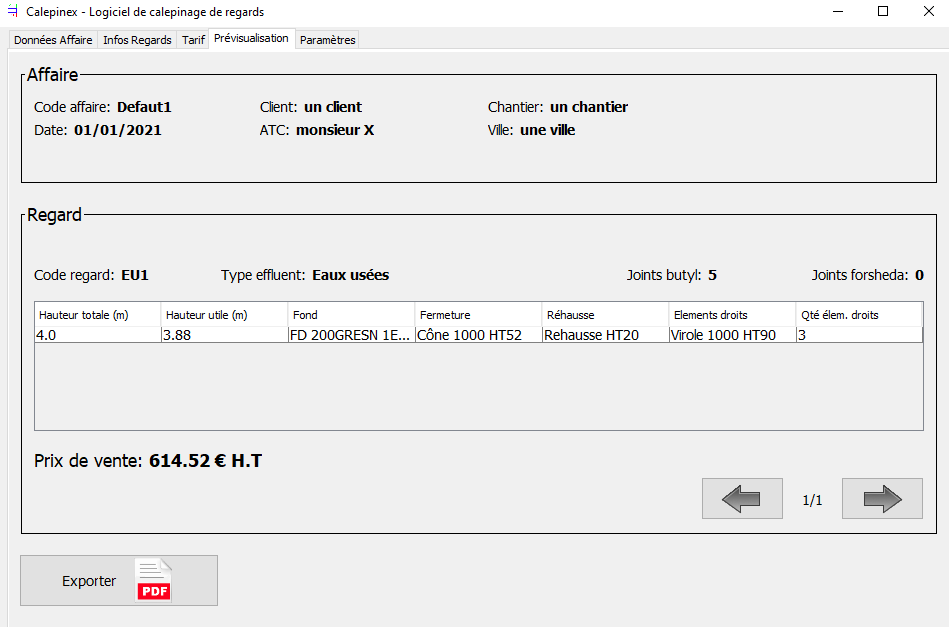 Calepinex - Logiciel de calepinage de regards
Données Affaire Infos Regards Tarif Prévisualisation Paramètres
Affaire
Code affaire: Defaut1 Client: un client Chantier: un chantier
Date: 01/01/2021 ATC: monsieur X Ville: une ville
Regard
Code regard: EU1 Type effluent: Eaux usées Joints butyl: 5 Joints forsheda: 0
Hauteur totale (m) Hauteur utile (m) Fond Fermeture Réhausse Elements droits Qté élem. droits
4.0 3.88 FD 200GRESN 1E... Cône 1000 HT52 Rehausse HT20 Virole 1000 HT90 3
Prix de vente: 614.52 € H.T
1/1
Exporter PDF